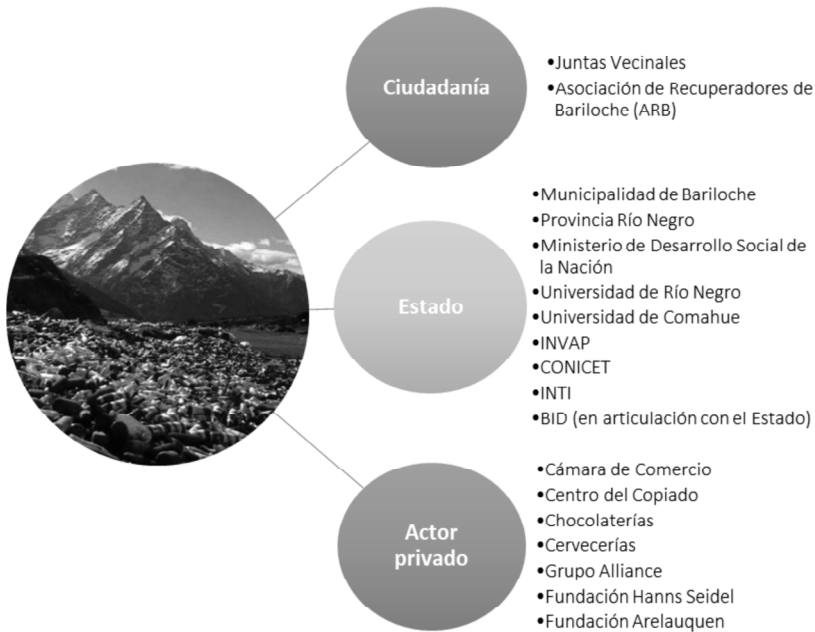 Ciudadanía
•Juntas Vecinales
•Asociación de Recuperadores de
Bariloche (ARB)
Estado
•Municipalidad de Bariloche
•Provincia Río Negro
•Ministerio de Desarrollo Social de
la Nación
•Universidad de Río Negro
•Universidad de Comahue
•INVAP
•CONICET
•INTI
•BID (en articulación con el Estado)
Actor
privado
•Cámara de Comercio
•Centro del Copiado
•Chocolaterías
•Cervecerías
•Grupo Alliance
•Fundación Hanns Seidel
•Fundación Arelauquen